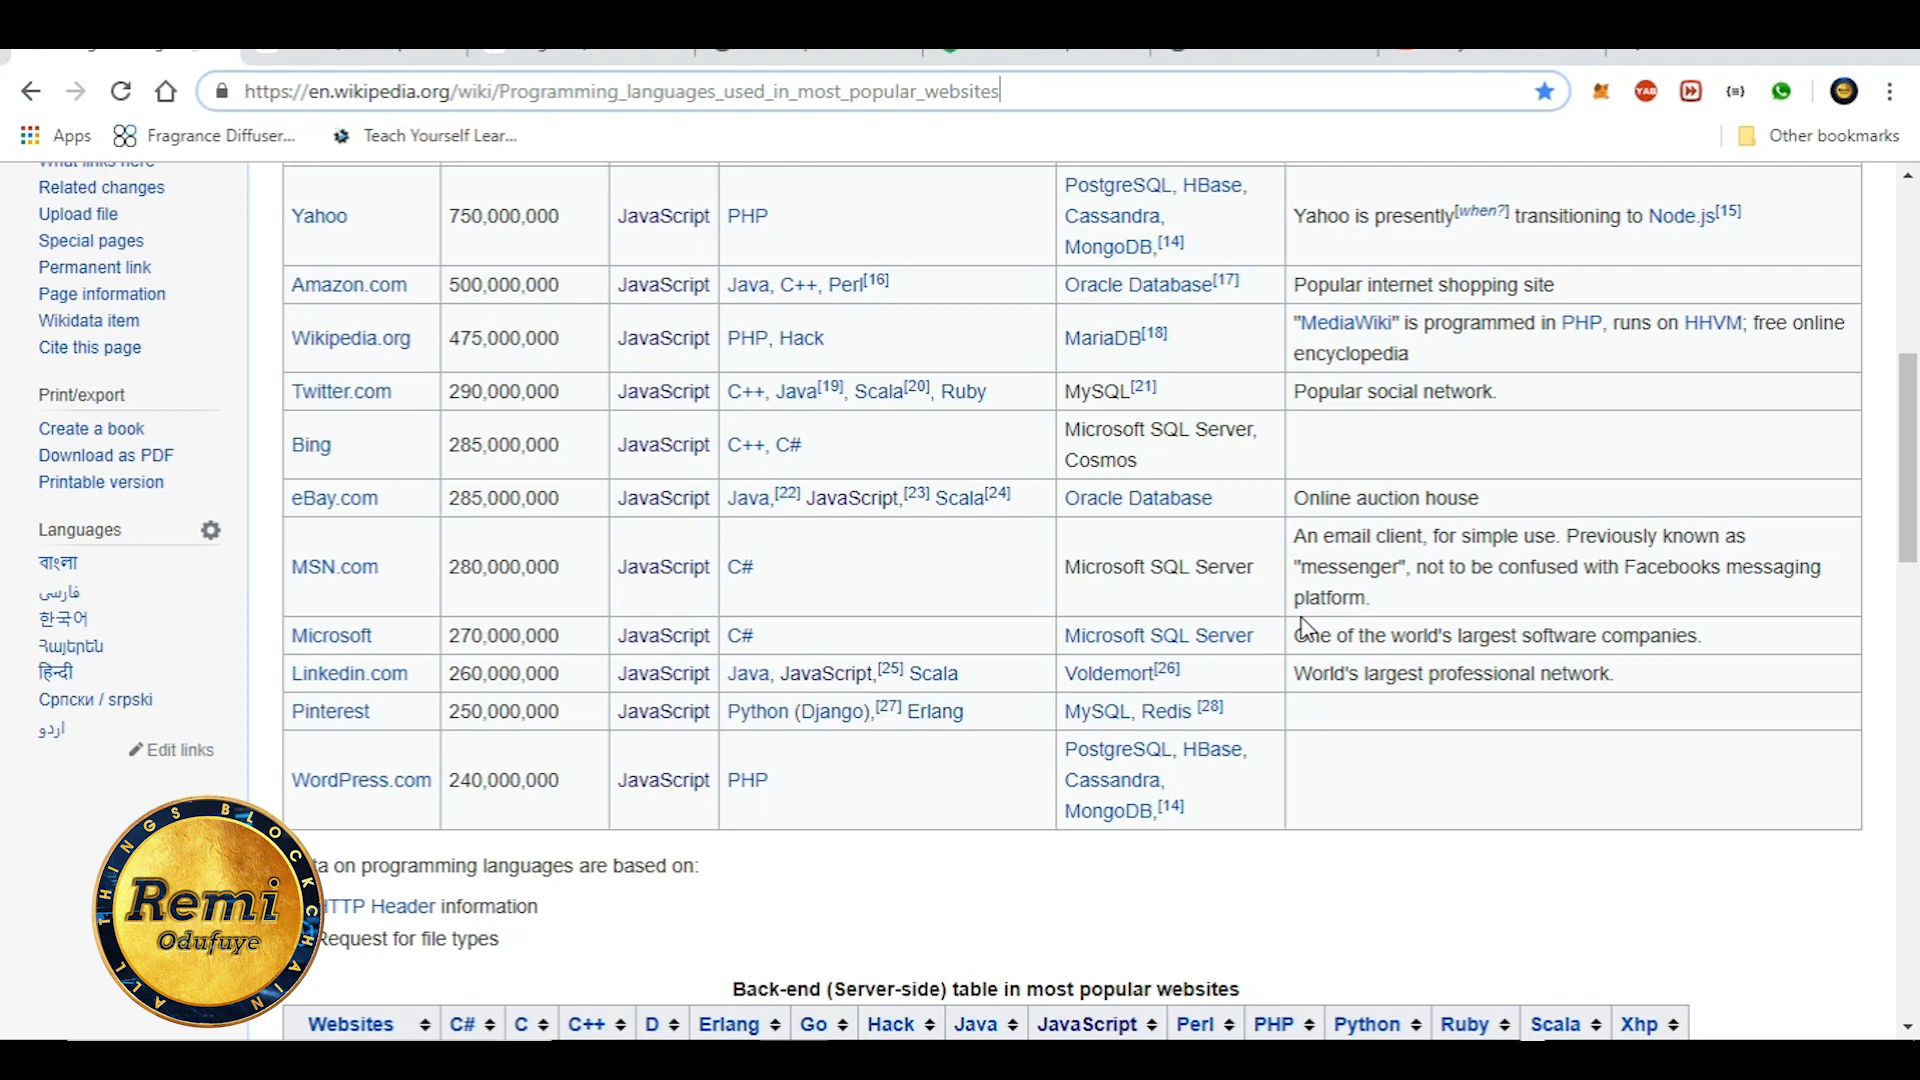 https://en.wikipedia.org/wiki/Programming_languages_used_in_most_popular_websites
Apps Fragrance Diffuser... Teach Yourself Lear... Other bookmarks
What links here
Related changes
Upload file
Special pages
Permanent link
Page information
Wikidata item
Cite this page
Print/export
Create a book
Download as PDF
Printable version
Languages
বাংলা
فارسی
한국어
Հայերեն
हिन्दी
Српски / srpski
اردو
Edit links
Yahoo 750,000,000 JavaScript PHP PostgreSQL, HBase, Cassandra, MongoDB,[14] Yahoo is presently[when?] transitioning to Node.js[15]
Amazon.com 500,000,000 JavaScript Java, C++, Perl[16] Oracle Database[17] Popular internet shopping site
Wikipedia.org 475,000,000 JavaScript PHP, Hack MariaDB[18] "MediaWiki" is programmed in PHP, runs on HHVM; free online encyclopedia
Twitter.com 290,000,000 JavaScript C++, Java[19], Scala[20], Ruby MySQL[21] Popular social network.
Bing 285,000,000 JavaScript C++, C# Microsoft SQL Server, Cosmos
eBay.com 285,000,000 JavaScript Java,[22] JavaScript,[23] Scala[24] Oracle Database Online auction house
MSN.com 280,000,000 JavaScript C# Microsoft SQL Server An email client, for simple use. Previously known as "messenger", not to be confused with Facebooks messaging platform.
Microsoft 270,000,000 JavaScript C# Microsoft SQL Server One of the world's largest software companies.
Linkedin.com 260,000,000 JavaScript Java, JavaScript,[25] Scala Voldemort[26] World's largest professional network.
Pinterest 250,000,000 JavaScript Python (Django),[27] Erlang MySQL, Redis [28]
WordPress.com 240,000,000 JavaScript PHP PostgreSQL, HBase, Cassandra, MongoDB,[14]
ta on programming languages are based on:
HTTP Header information
Request for file types
Back-end (Server-side) table in most popular websites
Websites C# C C++ D Erlang Go Hack Java JavaScript Perl PHP Python Ruby Scala Xhp
ALL THINGS BLOCKCHAIN
Remi
Odufuye